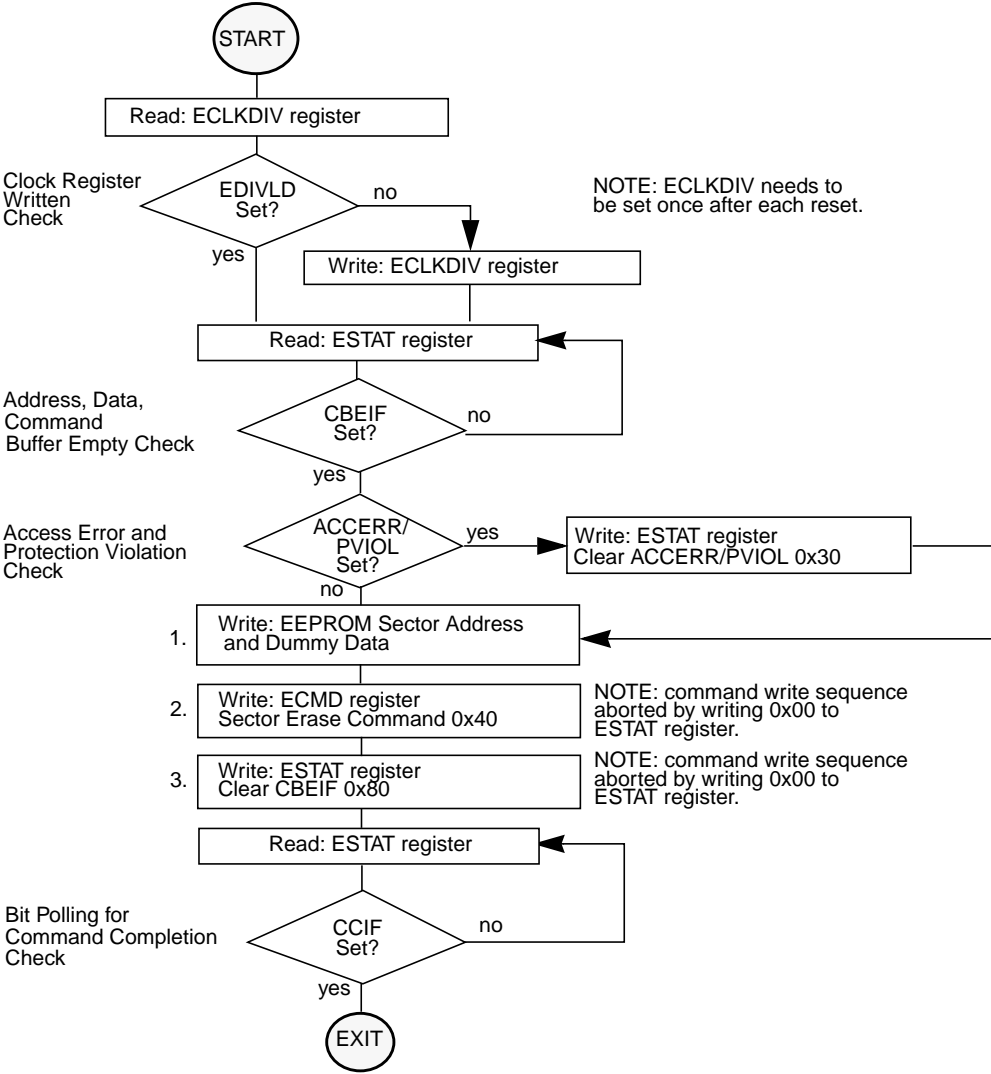 START
Read: ECLKDIV register
Clock Register
Written
Check
EDIVLD
Set?
no
yes
NOTE: ECLKDIV needs to
be set once after each reset.
Write: ECLKDIV register
Read: ESTAT register
Address, Data,
Command
Buffer Empty Check
CBEIF
Set?
no
yes
Access Error and
Protection Violation
Check
ACCERR/
PVIOL
Set?
yes
no
Write: ESTAT register
Clear ACCERR/PVIOL 0x30
1.
Write: EEPROM Sector Address
and Dummy Data
2.
Write: ECMD register
Sector Erase Command 0x40
NOTE: command write sequence
aborted by writing 0x00 to
ESTAT register.
3.
Write: ESTAT register
Clear CBEIF 0x80
NOTE: command write sequence
aborted by writing 0x00 to
ESTAT register.
Read: ESTAT register
Bit Polling for
Command Completion
Check
CCIF
Set?
no
yes
EXIT